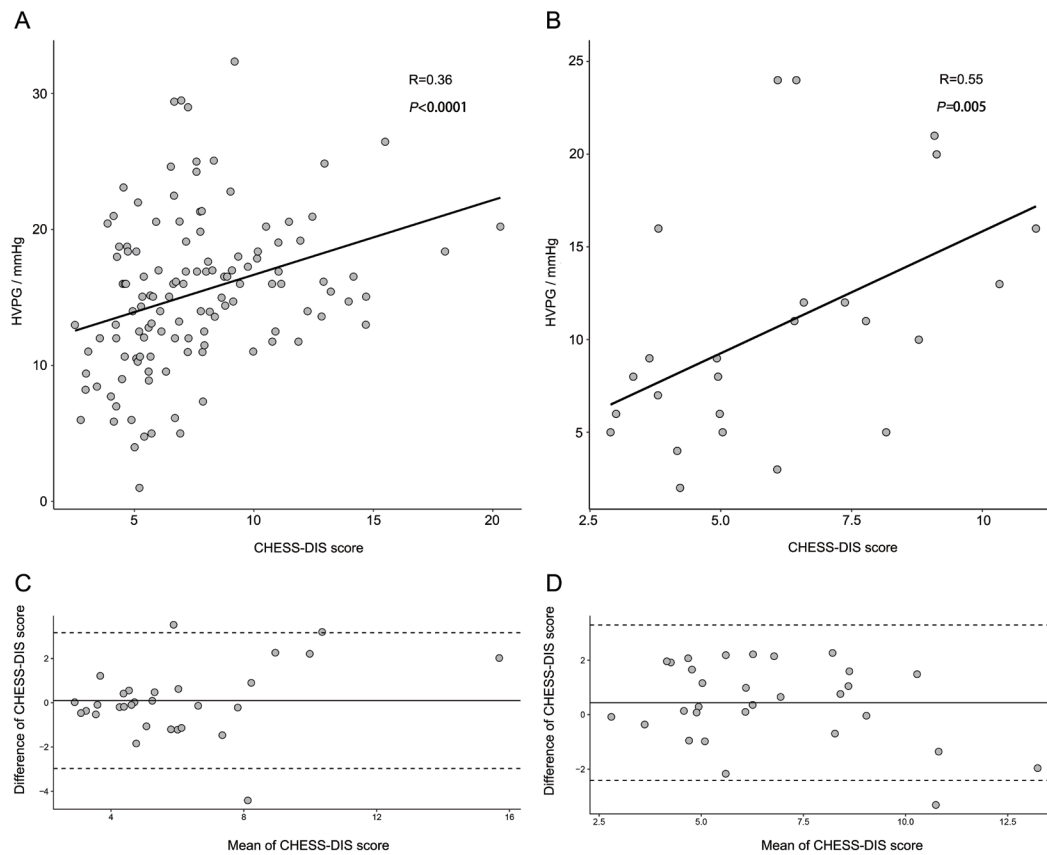 A
R=0.36
P<0.0001
30
20
10
0
HVPG / mmHg
5
10
15
20
CHESS-DIS score
B
R=0.55
P=0.005
25
20
15
10
5
HVPG / mmHg
2.5
5.0
7.5
10
CHESS-DIS score
C
Difference of CHESS-DIS score
2
0
−2
−4
4
8
12
16
Mean of CHESS-DIS score
D
Difference of CHESS-DIS score
2
0
−2
2.5
5.0
7.5
10.0
12.5
Mean of CHESS-DIS score